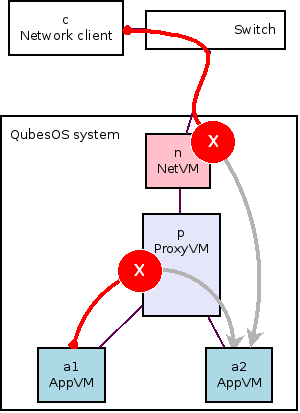 c
Network client
Switch
QubesOS system
n
NetVM
X
p
ProxyVM
X
a1
AppVM
a2
AppVM